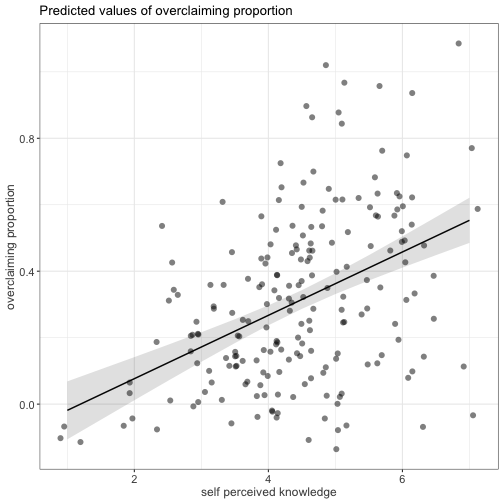 Predicted values of overclaiming proportion
overclaiming proportion
0.8
0.4
0.0
2 4 6
self perceived knowledge